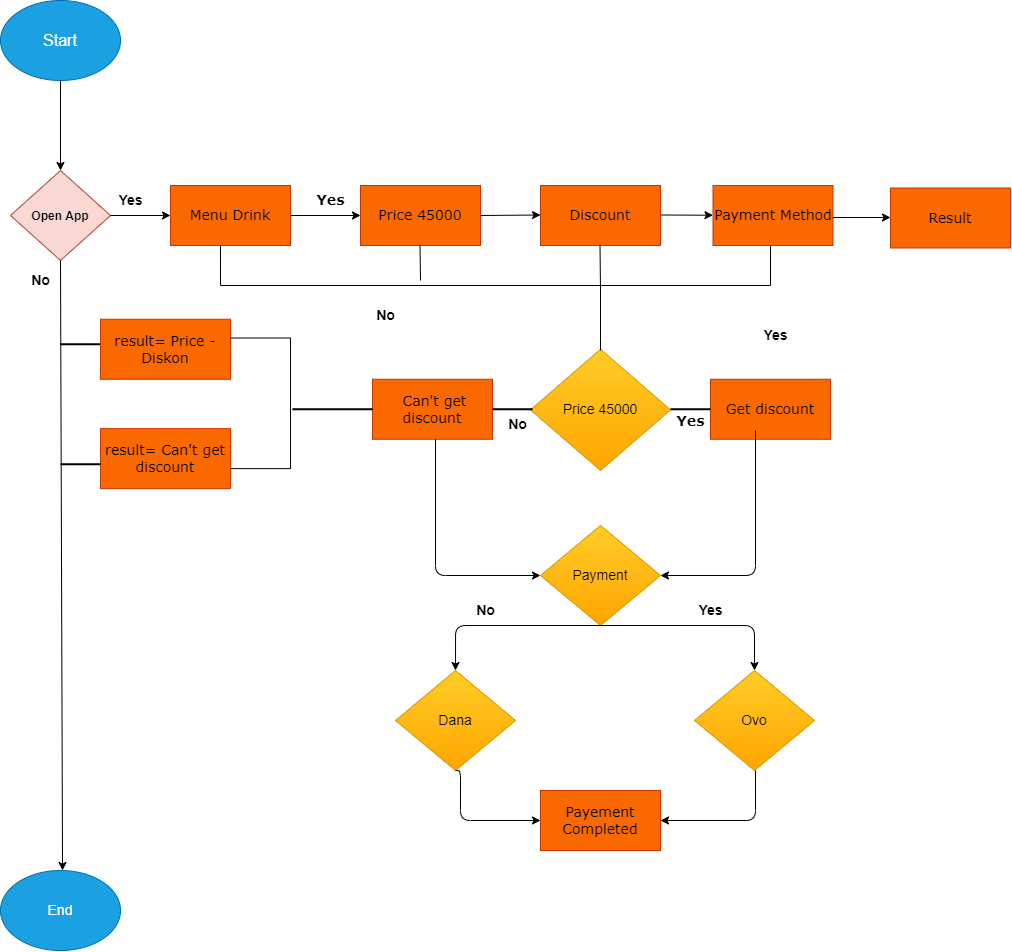 Start
Open App
Yes
Menu Drink
Yes
Price 45000
Discount
Payment Method
Result
No
No
Yes
result= Price -
Diskon
result= Can't get
discount
Can't get
discount
No
Price 45000
Yes
Get discount
Payment
No
Yes
Dana
Ovo
Payement
Completed
End